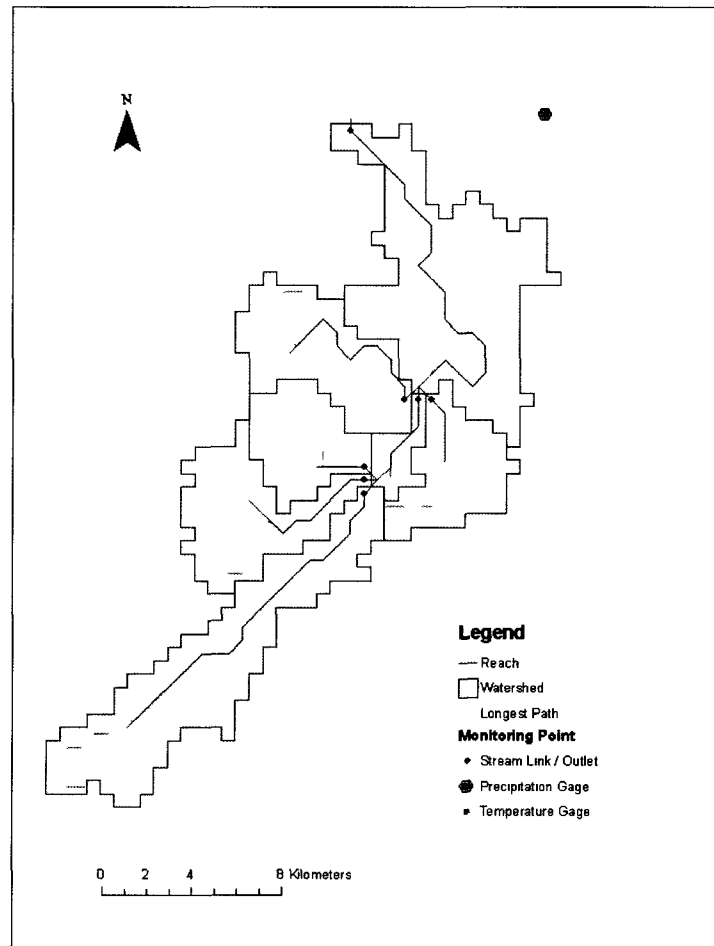 N
Legend
Reach
Watershed
Longest Path
Monitoring Point
Stream Link / Outlet
Precipitation Gage
Temperature Gage
0 2 4 8 Kilometers